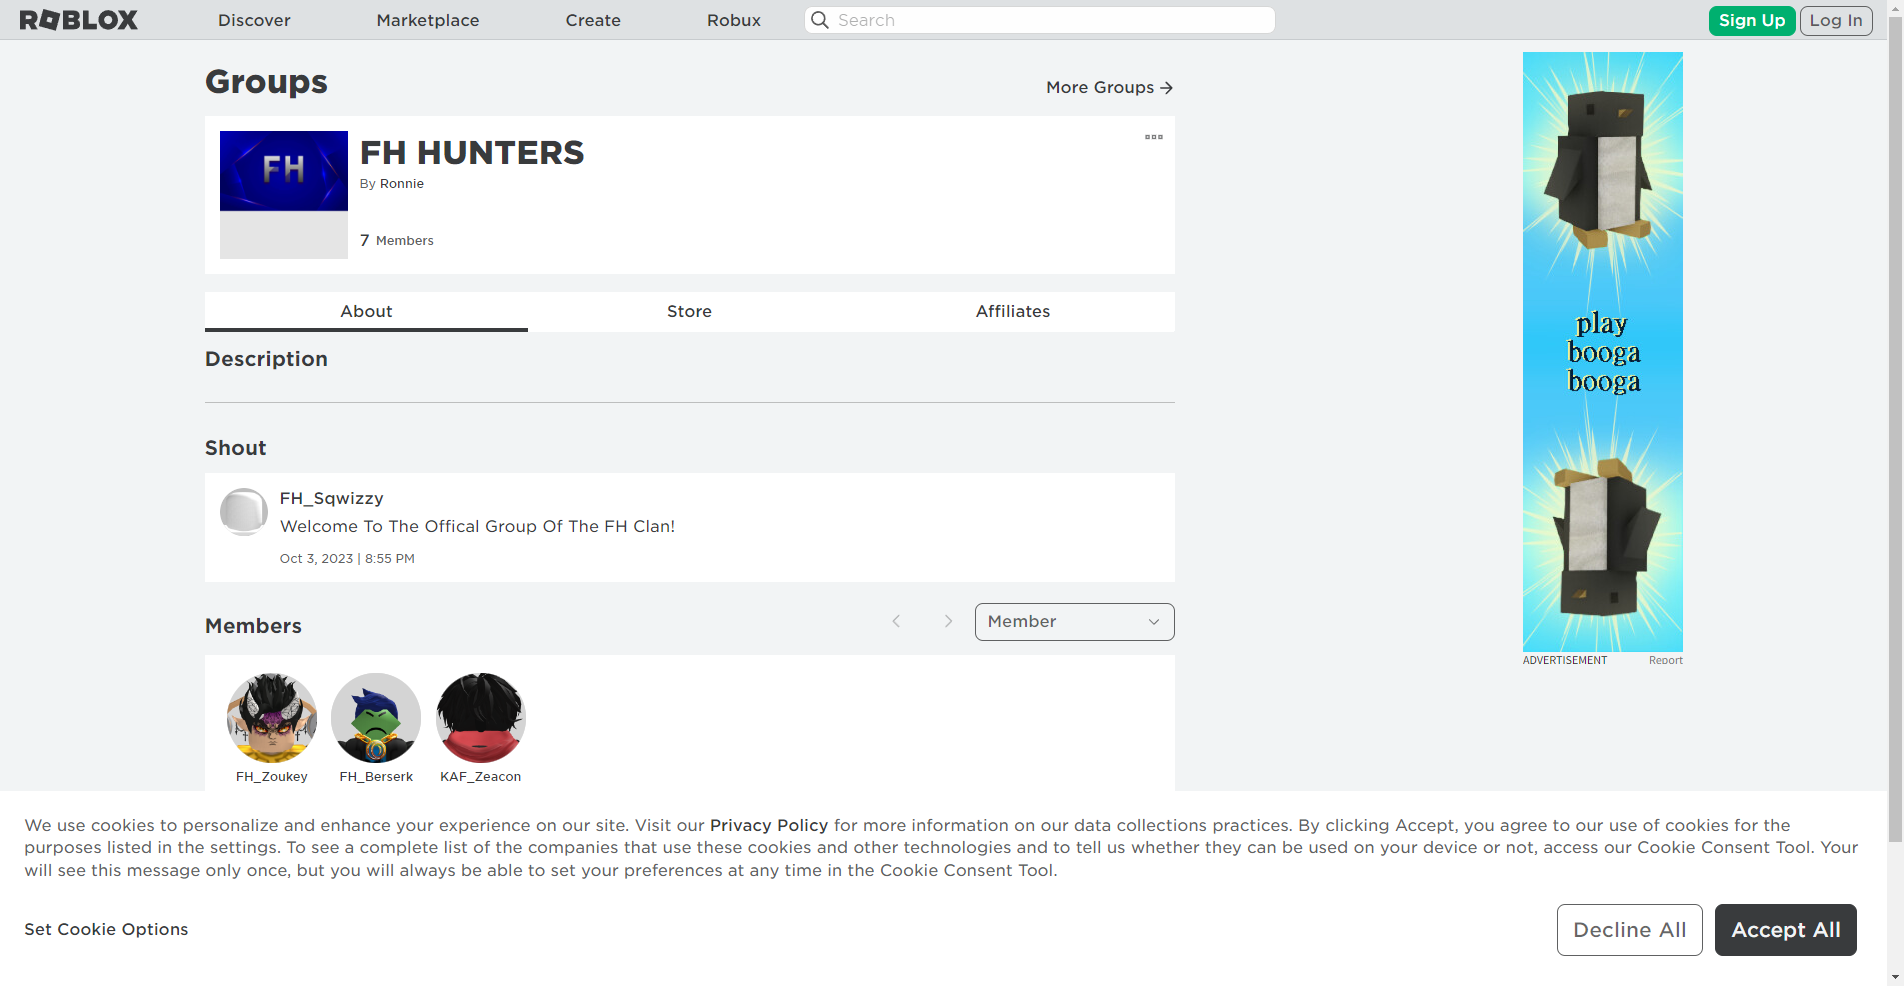 ROBLOX Discover Marketplace Create Robux Search Sign Up Log In
Groups
More Groups
FH
FH HUNTERS
By Ronnie
7 Members
About Store Affiliates
Description
Shout
FH_Sqwizzy
Welcome To The Offical Group Of The FH Clan!
Oct 3, 2023 | 8:55 PM
Members
Member
FH_Zoukey FH_Berserk KAF_Zeacon
play
booga
booga
ADVERTISEMENT Report
We use cookies to personalize and enhance your experience on our site. Visit our Privacy Policy for more information on our data collections practices. By clicking Accept, you agree to our use of cookies for the
purposes listed in the settings. To see a complete list of the companies that use these cookies and other technologies and to tell us whether they can be used on your device or not, access our Cookie Consent Tool. Your
will see this message only once, but you will always be able to set your preferences at any time in the Cookie Consent Tool.
Set Cookie Options
Decline All
Accept All